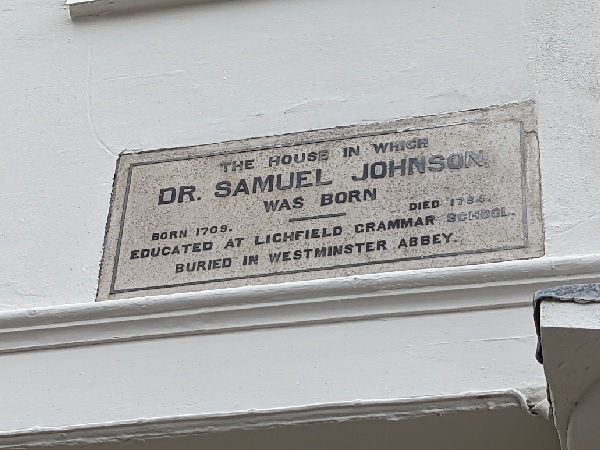 THE HOUSE IN WHICH
DR. SAMUEL JOHNSON
WAS BORN
BORN 1709. DIED 1784.
EDUCATED AT LICHFIELD GRAMMAR SCHOOL.
BURIED IN WESTMINSTER ABBEY.